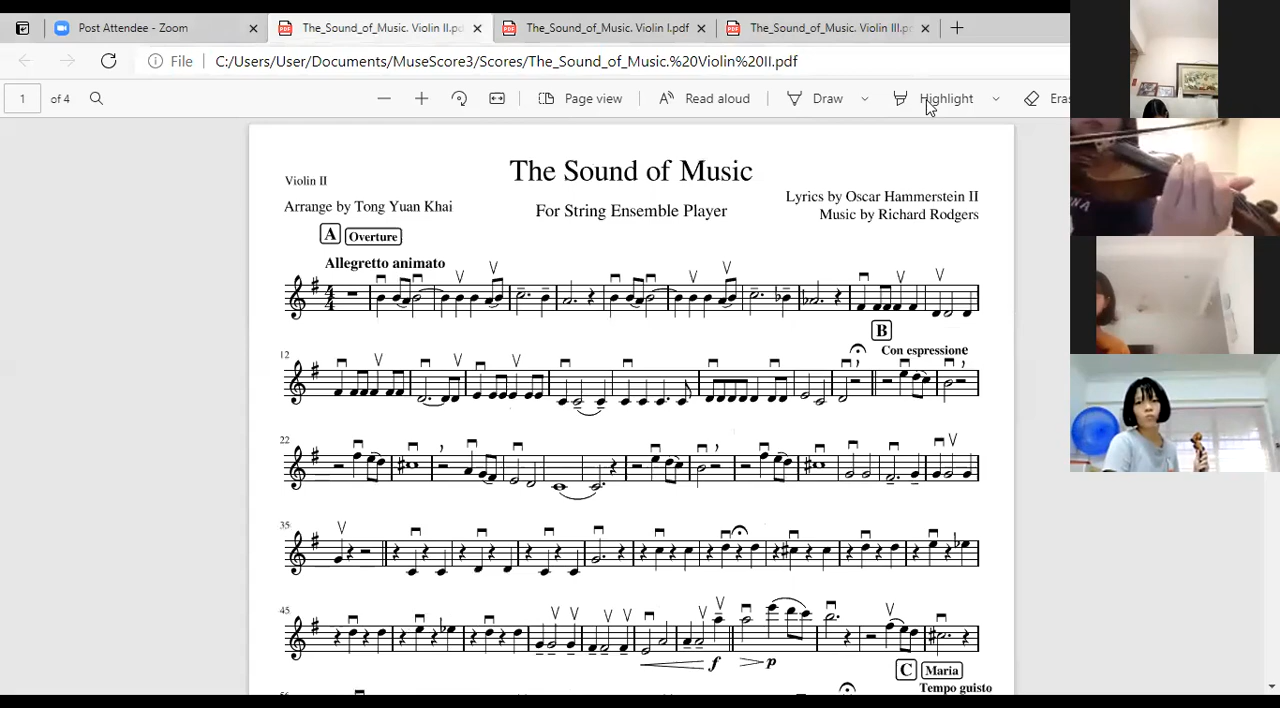 Post Attendee - Zoom
The_Sound_of_Music. Violin II.pd
The_Sound_of_Music. Violin I.pdf
The_Sound_of_Music. Violin III.pdf
File C:/Users/User/Documents/MuseScore3/Scores/The_Sound_of_Music.%20Violin%20II.pdf
1 of 4 Page view Read aloud Draw Highlight Eras
The Sound of Music
Violin II
Lyrics by Oscar Hammerstein II
Arrange by Tong Yuan Khai
For String Ensemble Player
Music by Richard Rodgers
A Overture
Allegretto animato
B
12 Con espressione
22
35
45
f p
C Maria
Tempo guisto